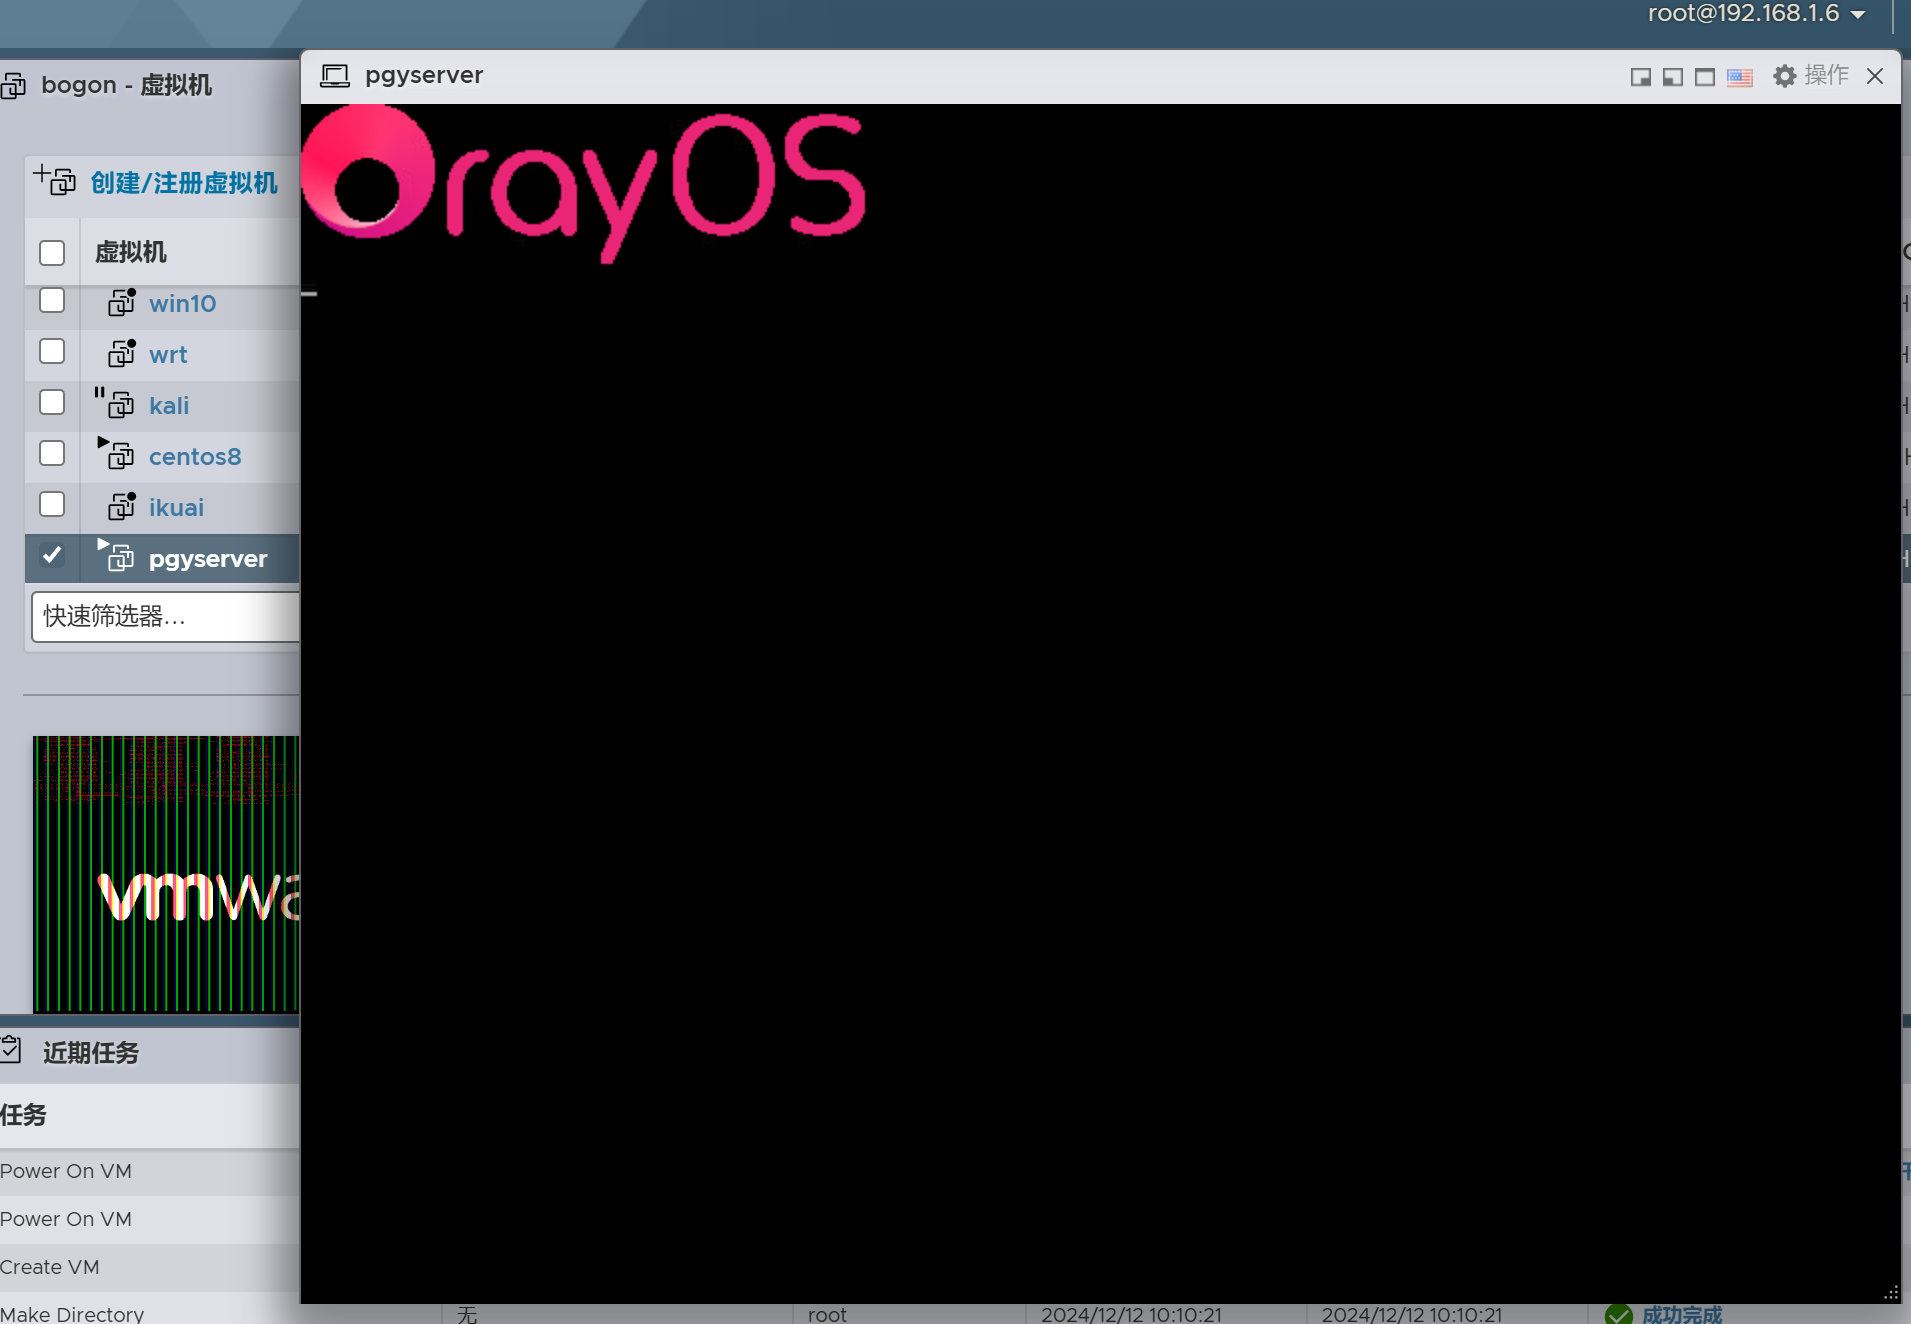 root@192.168.1.6
bogon - 虚拟机
pgyserver
操作
OrayOS
创建/注册虚拟机
虚拟机
win10
wrt
kali
centos8
ikuai
pgyserver
快速筛选器...
vmwa
近期任务
任务
Power On VM
Power On VM
Create VM
Make Directory 无 root 2024/12/12 10:10:21 2024/12/12 10:10:21 成功完成